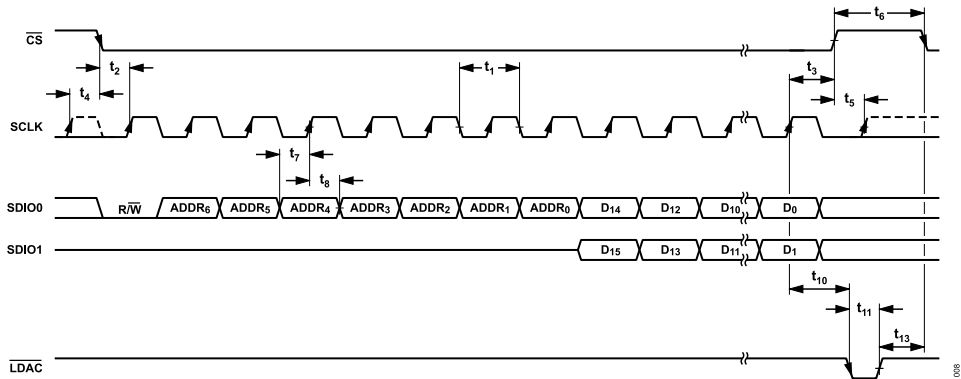 t6
CS
t2
t1
t3
t4
t5
SCLK
t7
t8
SDIO0
R/W
ADDR6
ADDR5
ADDR4
ADDR3
ADDR2
ADDR1
ADDR0
D14
D12
D10
D0
SDIO1
D15
D13
D11
D1
t10
t11
t13
LDAC
008